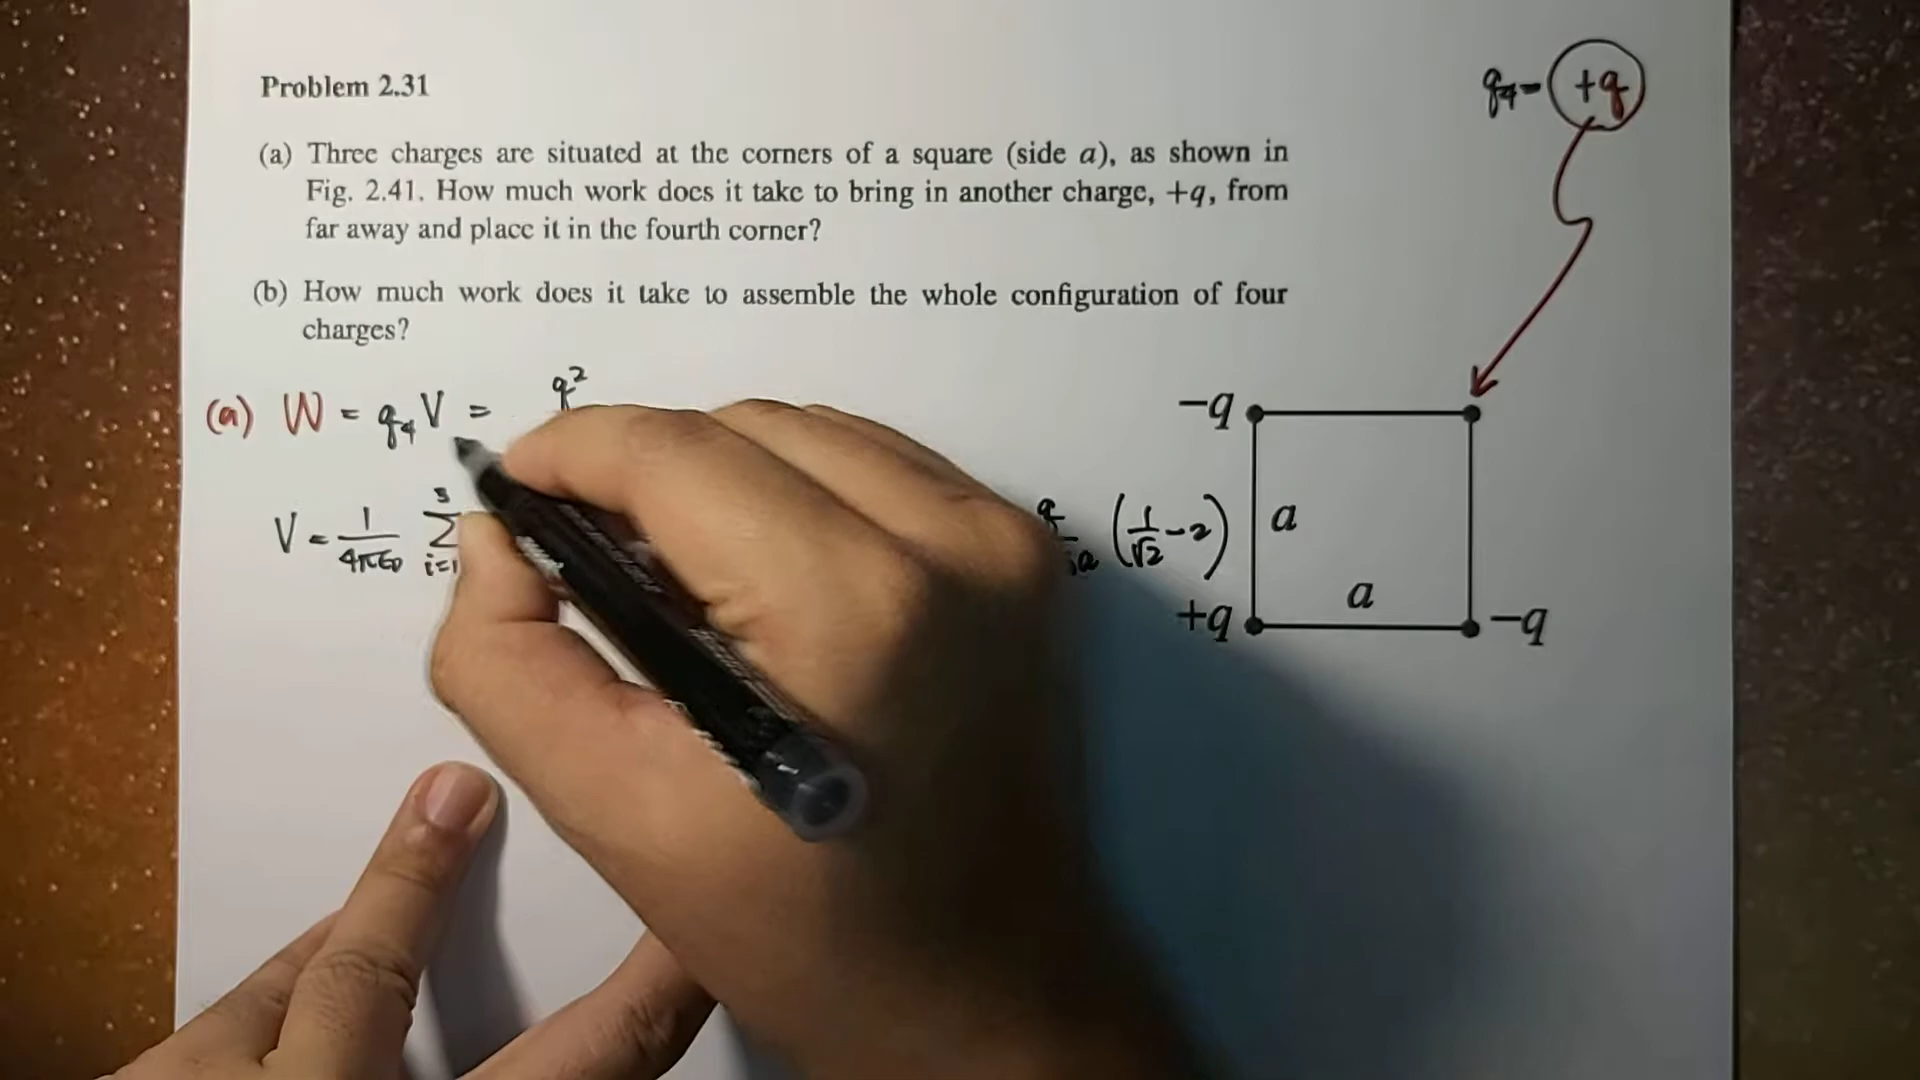 Problem 2.31
(a) Three charges are situated at the corners of a square (side a), as shown in
Fig. 2.41. How much work does it take to bring in another charge, +q, from
far away and place it in the fourth corner?
(b) How much work does it take to assemble the whole configuration of four
charges?
q4 - +q
(a) W = q4 V = q²
V = 1/4πε0 3 Σ i=1
q a (1/√2 - 2)
-q
a
a
+q
-q